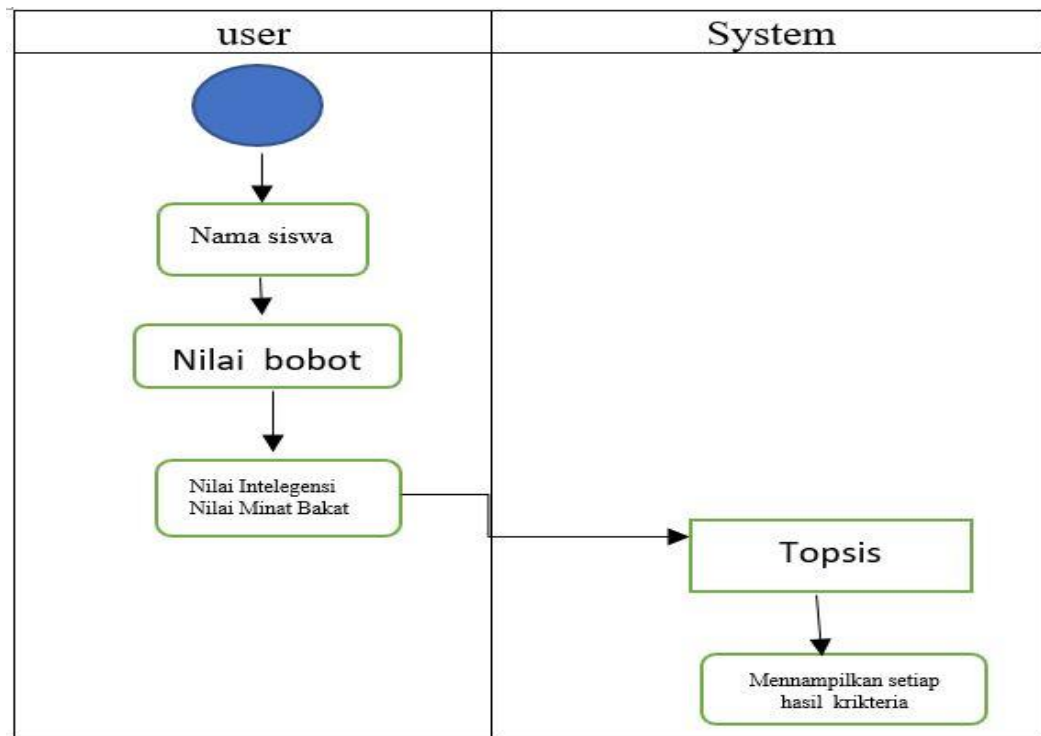 user
System
Nama siswa
Nilai bobot
Nilai Intelegensi
Nilai Minat Bakat
Topsis
Mennampilkan setiap
hasil krikteria